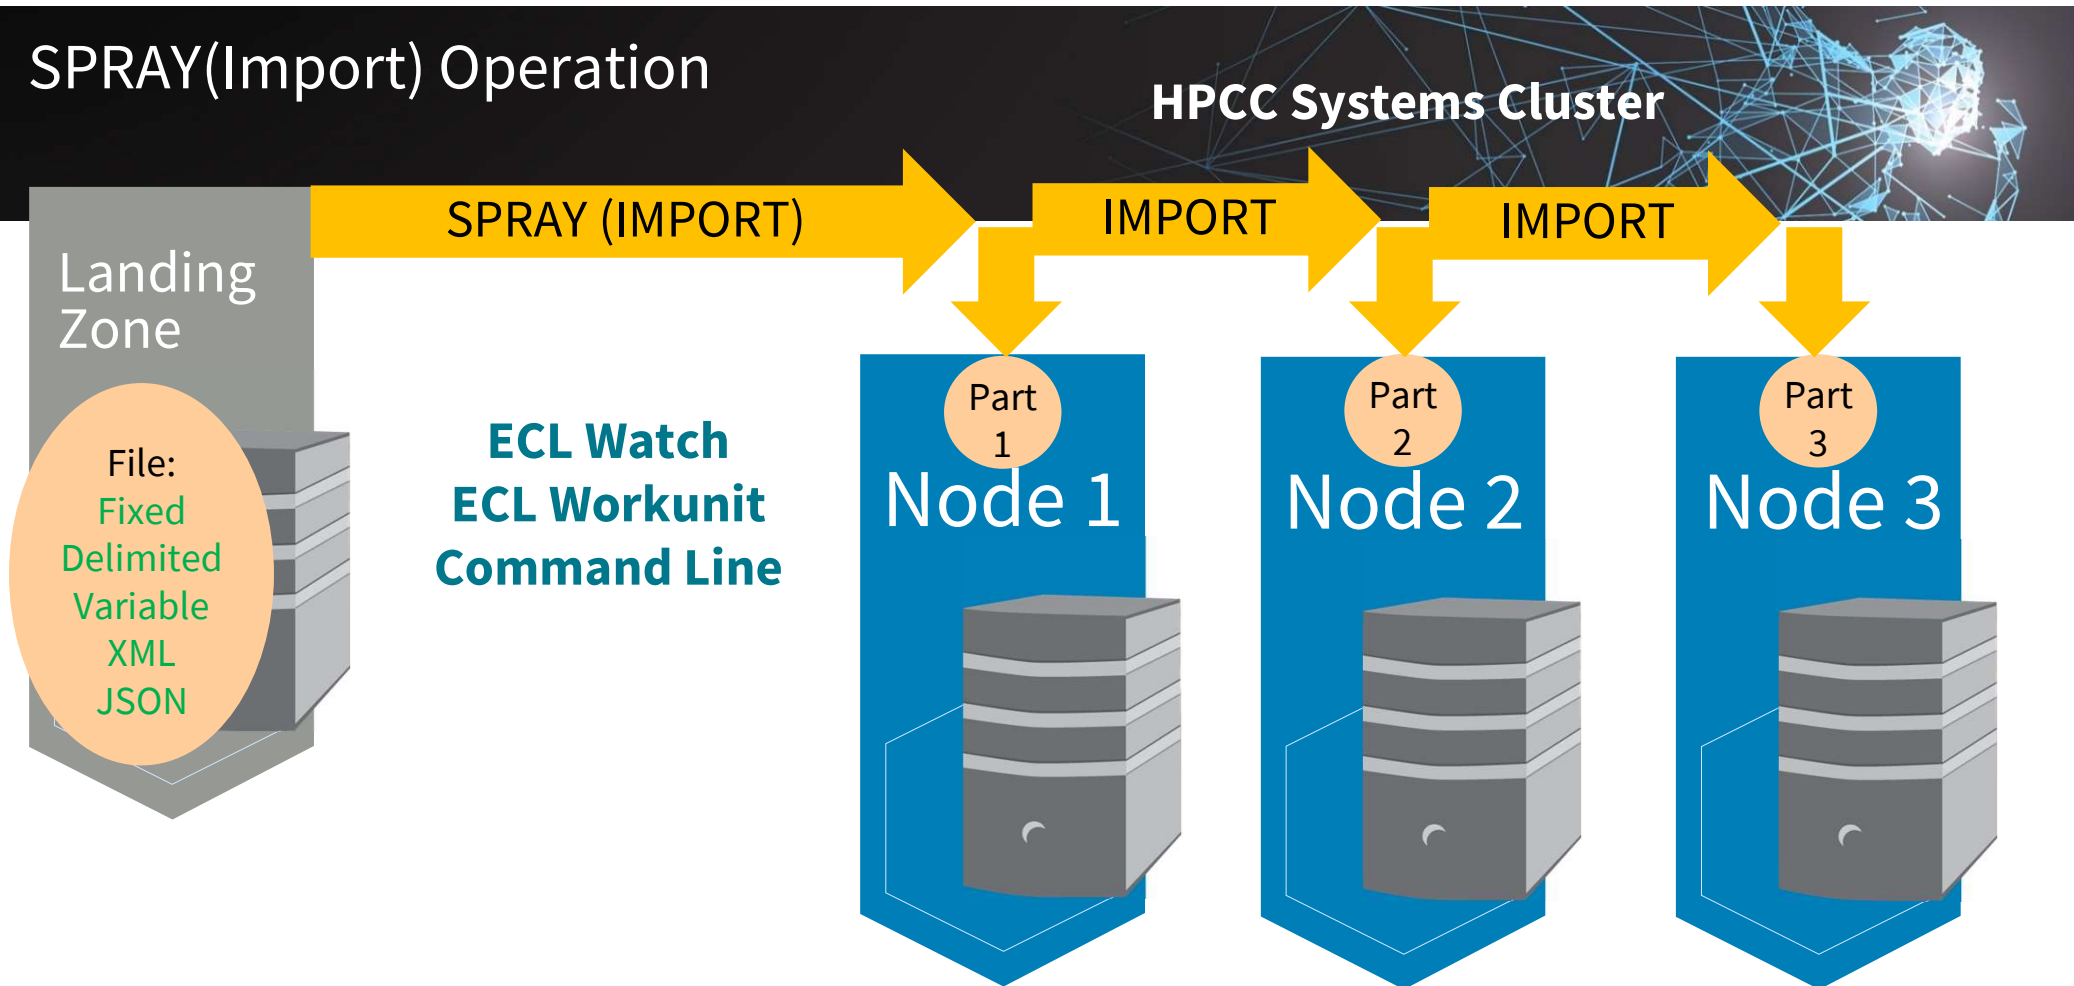 SPRAY(Import) Operation
HPCC Systems Cluster
SPRAY (IMPORT)
IMPORT
IMPORT
Landing
Zone
File:
Fixed
Delimited
Variable
XML
JSON
ECL Watch
ECL Workunit
Command Line
Part
1
Node 1
Part
2
Node 2
Part
3
Node 3